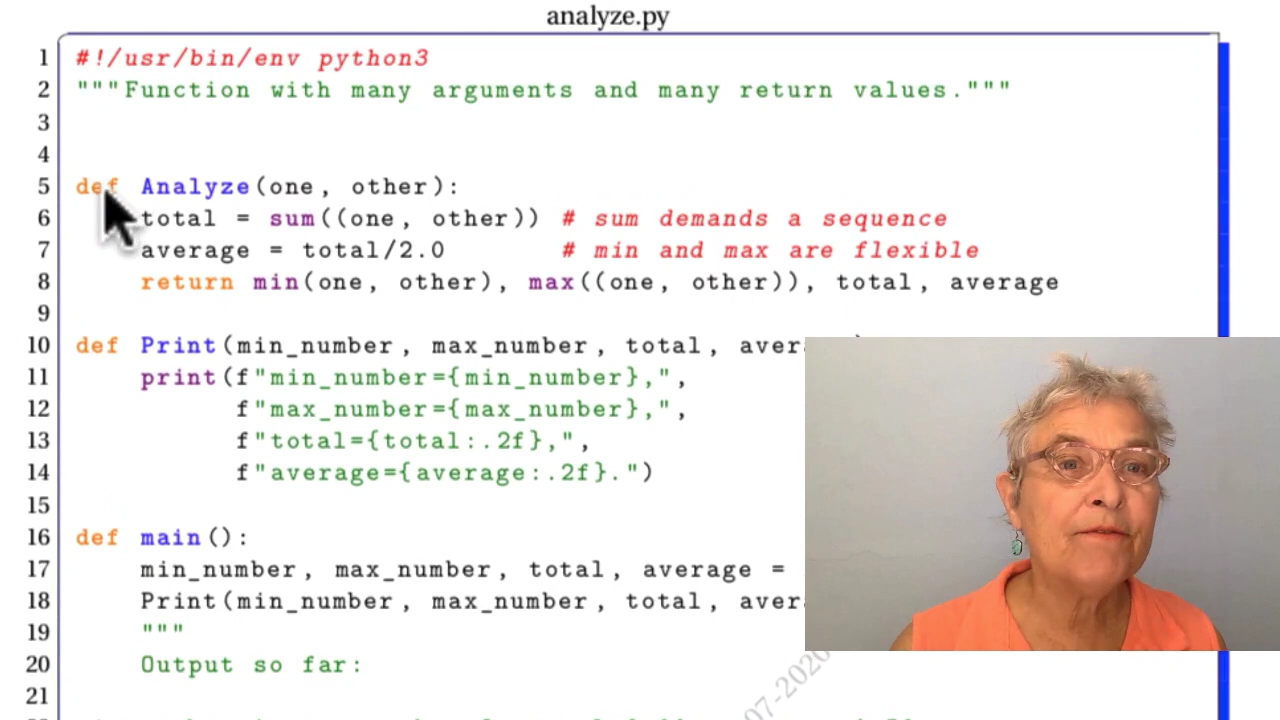 analyze.py
1 #!/usr/bin/env python3
2 """Function with many arguments and many return values."""
3
4
5 def Analyze(one, other):
6 total = sum((one, other)) # sum demands a sequence
7 average = total/2.0 # min and max are flexible
8 return min(one, other), max((one, other)), total, average
9
10 def Print(min_number, max_number, total, aver
11 print(f"min_number={min_number},",
12 f"max_number={max_number},",
13 f"total={total:.2f},",
14 f"average={average:.2f}.")
15
16 def main():
17 min_number, max_number, total, average =
18 Print(min_number, max_number, total, aver
19 """
20 Output so far:
21
07-2020